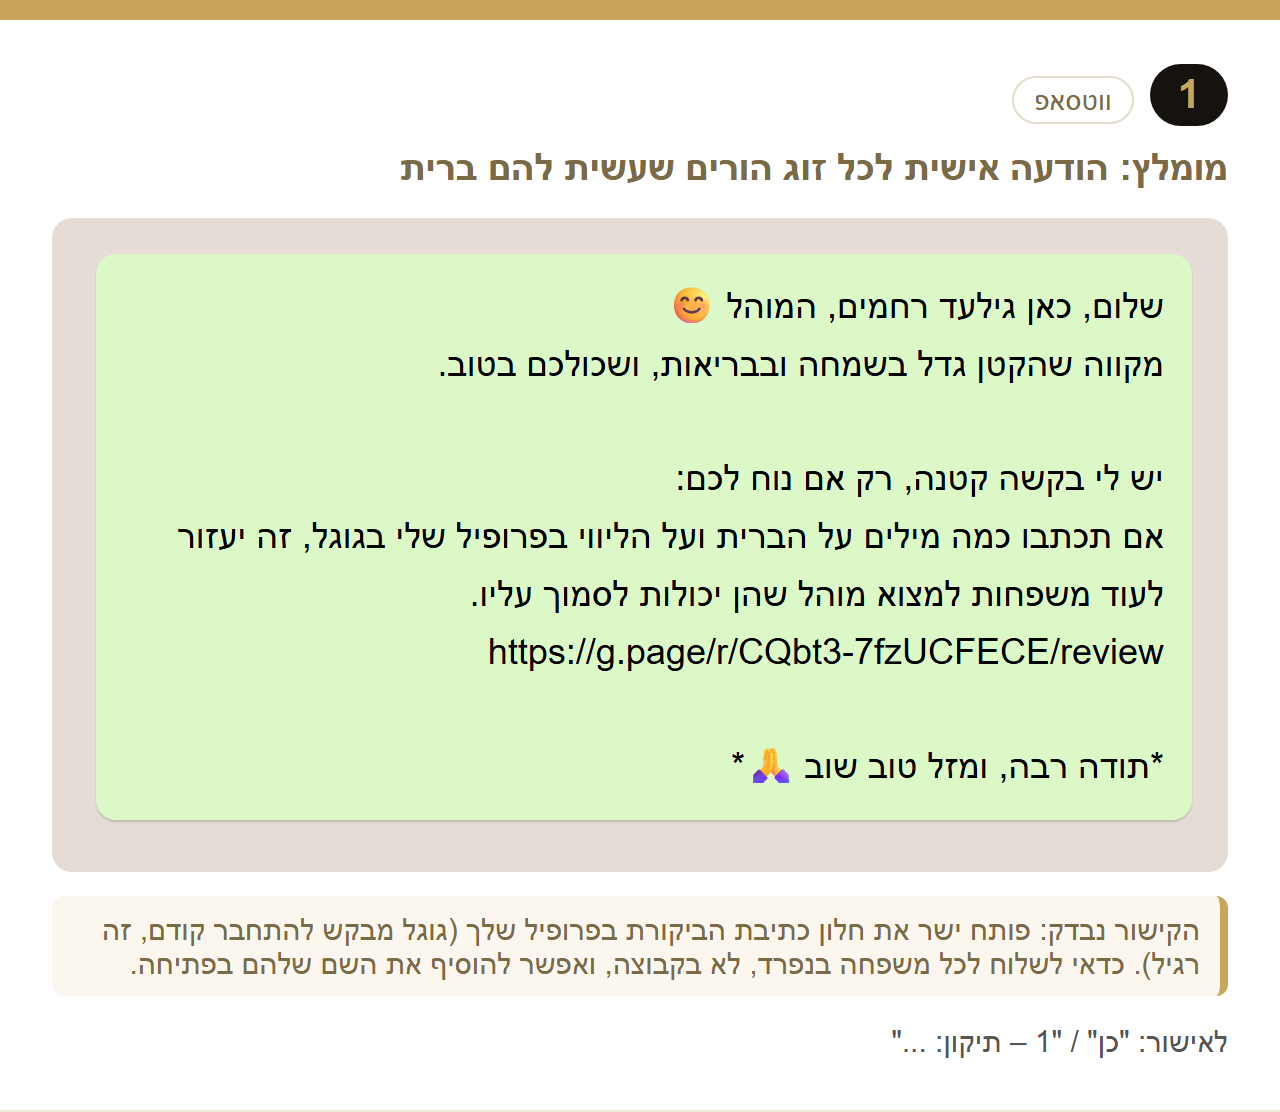 1
ווטסאפ
מומלץ: הודעה אישית לכל זוג הורים שעשית להם ברית
שלום, כאן גילעד רחמים, המוהל 😊
מקווה שהקטן גדל בשמחה ובבריאות, ושכולכם בטוב.
יש לי בקשה קטנה, רק אם נוח לכם:
אם תכתבו כמה מילים על הברית ועל הליווי בפרופיל שלי בגוגל, זה יעזור
לעוד משפחות למצוא מוהל שהן יכולות לסמוך עליו.
https://g.page/r/CQbt3-7fzUCFECE/review
*תודה רבה, ומזל טוב שוב 🙏*
הקישור נבדק: פותח ישר את חלון כתיבת הביקורת בפרופיל שלך (גוגל מבקש להתחבר קודם, זה
רגיל). כדאי לשלוח לכל משפחה בנפרד, לא בקבוצה, ואפשר להוסיף את השם שלהם בפתיחה.
לאישור: "כן" / "1 – תיקון: ..."